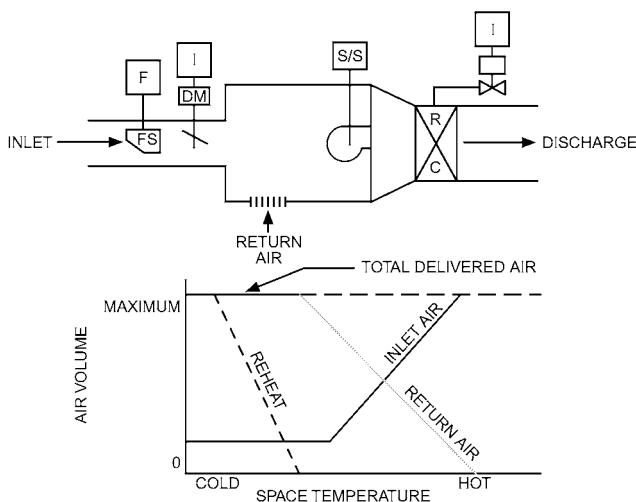 I
I
S/S
F
DM
R
INLET
FS
DISCHARGE
C
RETURN
AIR
TOTAL DELIVERED AIR
MAXIMUM
AIR VOLUME
REHEAT
INLET AIR
RETURN AIR
0
COLD
HOT
SPACE TEMPERATURE